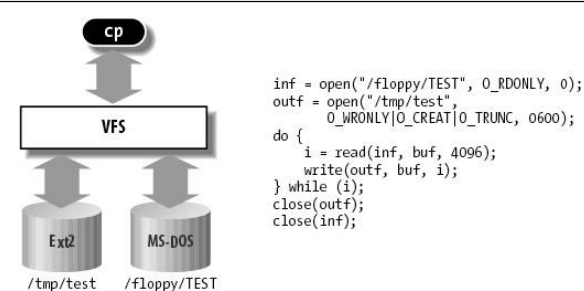 cp
VFS
Ext2
MS-DOS
/tmp/test
/floppy/TEST
inf = open("/floppy/TEST", O_RDONLY, 0);
outf = open("/tmp/test",
        O_WRONLY|O_CREAT|O_TRUNC, 0600);
do {
    i = read(inf, buf, 4096);
    write(outf, buf, i);
} while (i);
close(outf);
close(inf);